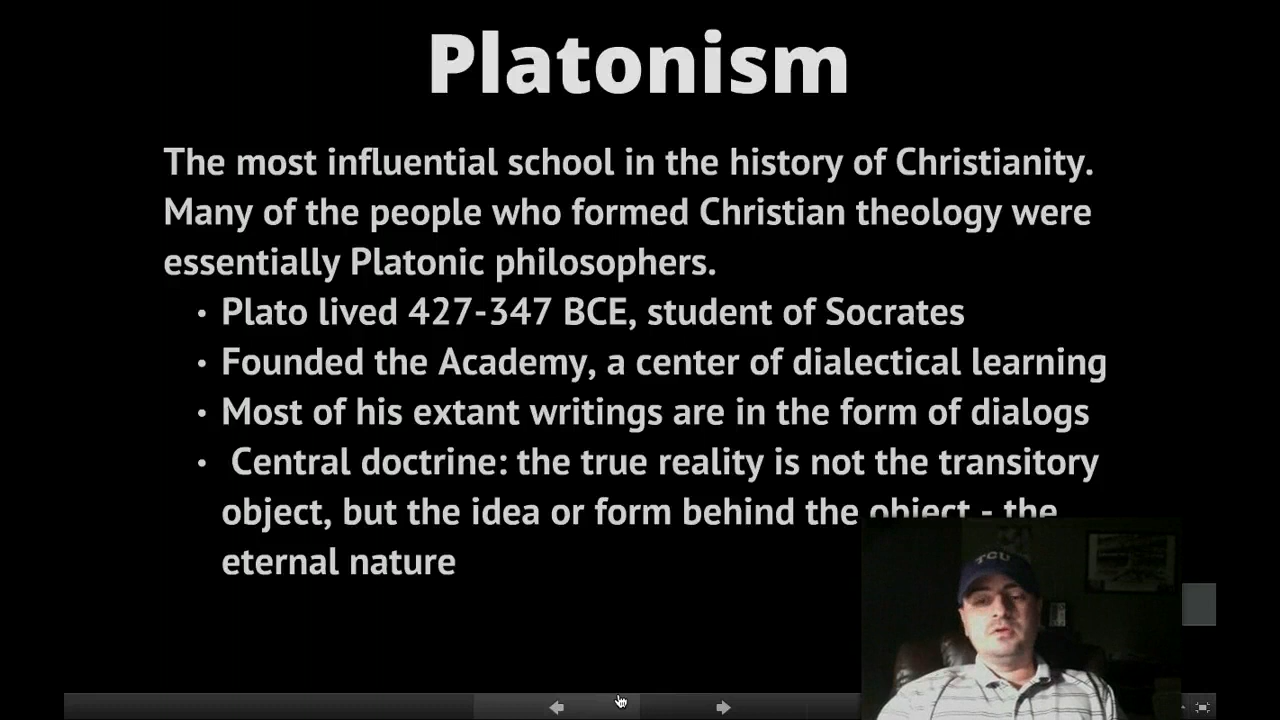 Platonism
The most influential school in the history of Christianity.
Many of the people who formed Christian theology were
essentially Platonic philosophers.
• Plato lived 427-347 BCE, student of Socrates
• Founded the Academy, a center of dialectical learning
• Most of his extant writings are in the form of dialogs
• Central doctrine: the true reality is not the transitory
object, but the idea or form behind the object - the
eternal nature
TCU